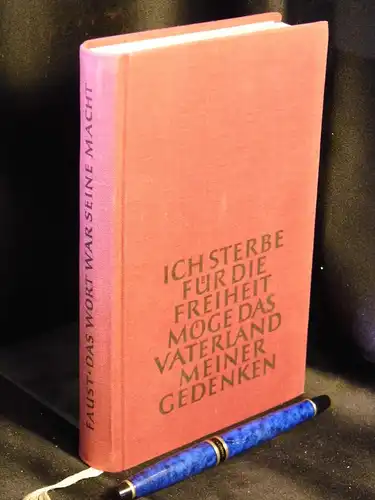 FAUST · DAS WORT WAR SEINE MACHT
ICH STERBE
FÜR DIE
FREIHEIT
MÖGE DAS
VATERLAND
MEINER
GEDENKEN